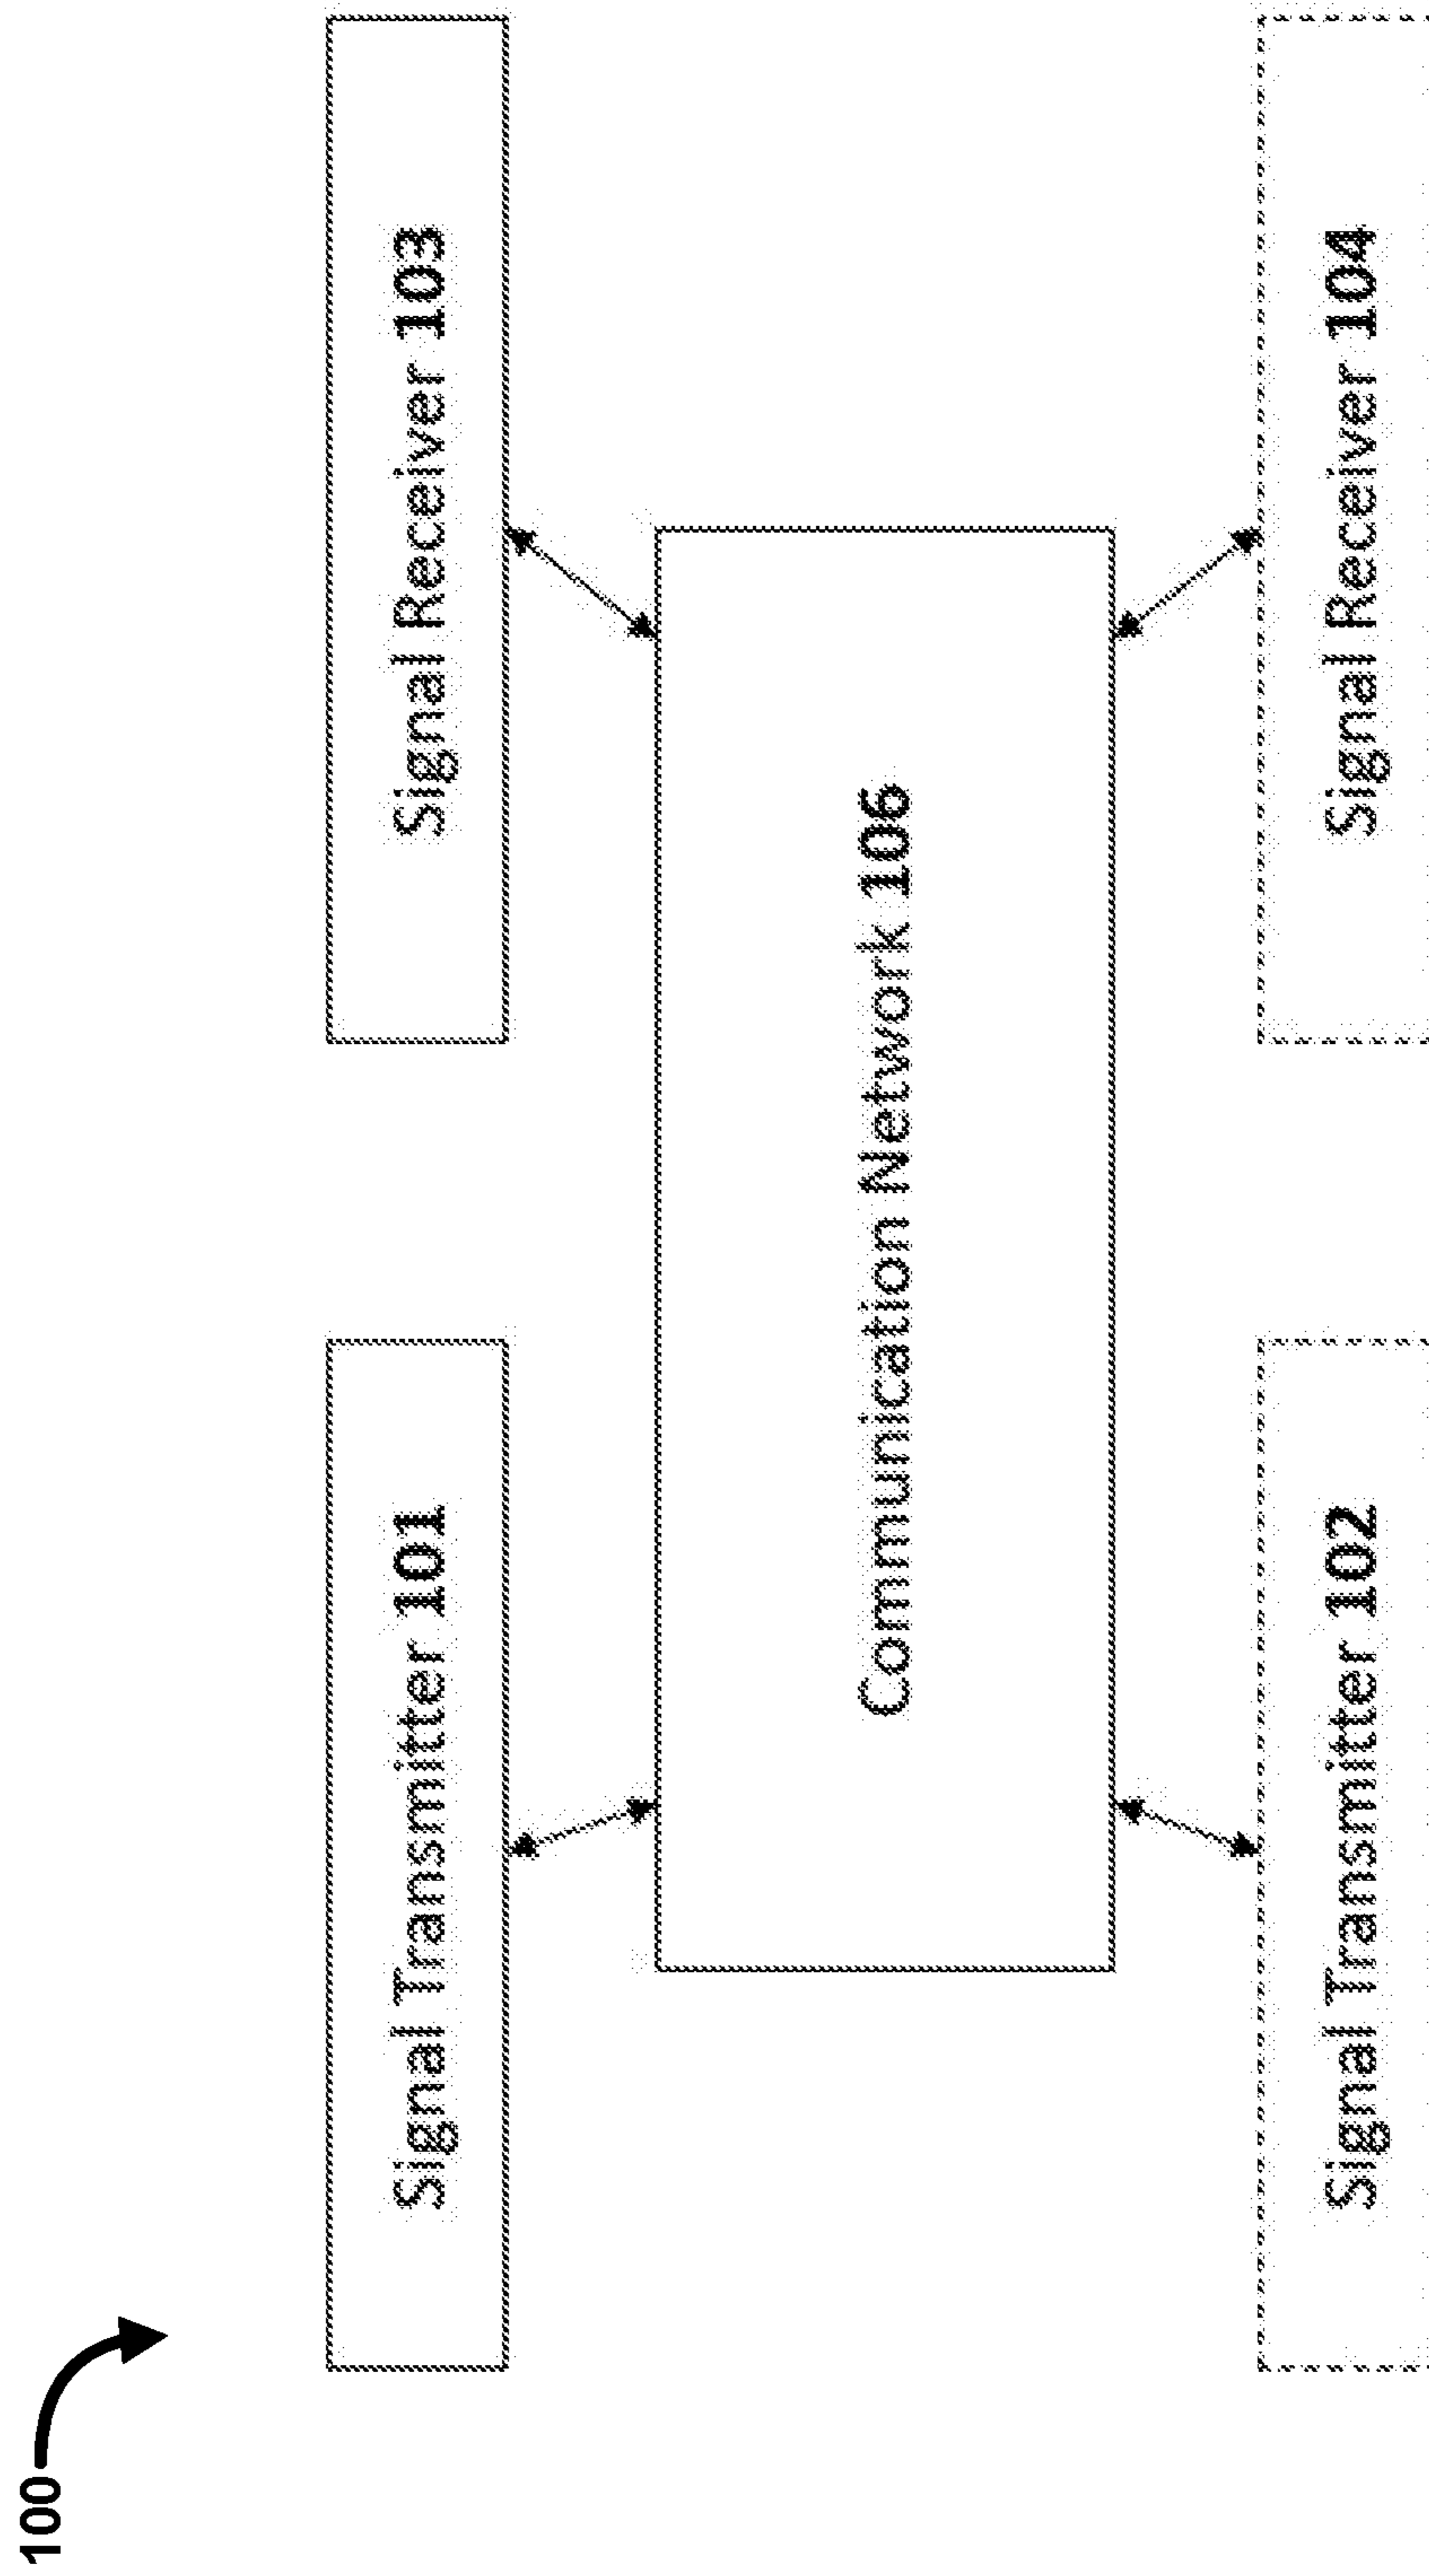 100
Signal Transmitter 101
Signal Receiver 103
Communication Network 106
Signal Transmitter 102
Signal Receiver 104